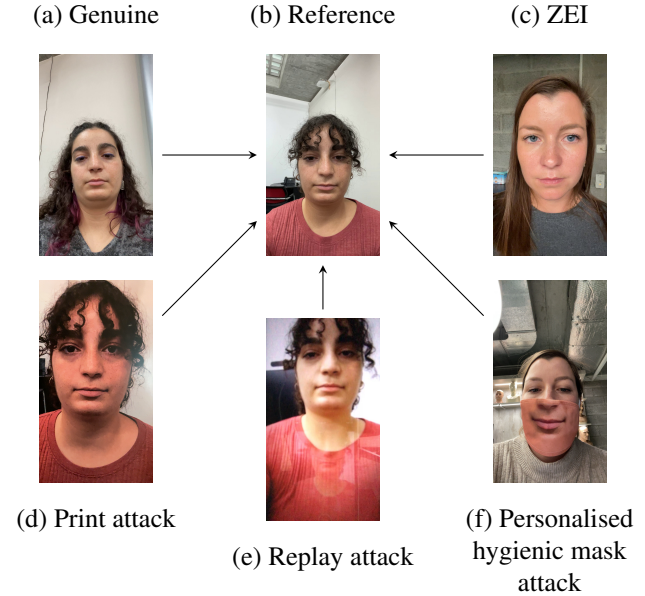 (a) Genuine
(b) Reference
(c) ZEI
(d) Print attack
(e) Replay attack
(f) Personalised
hygienic mask
attack